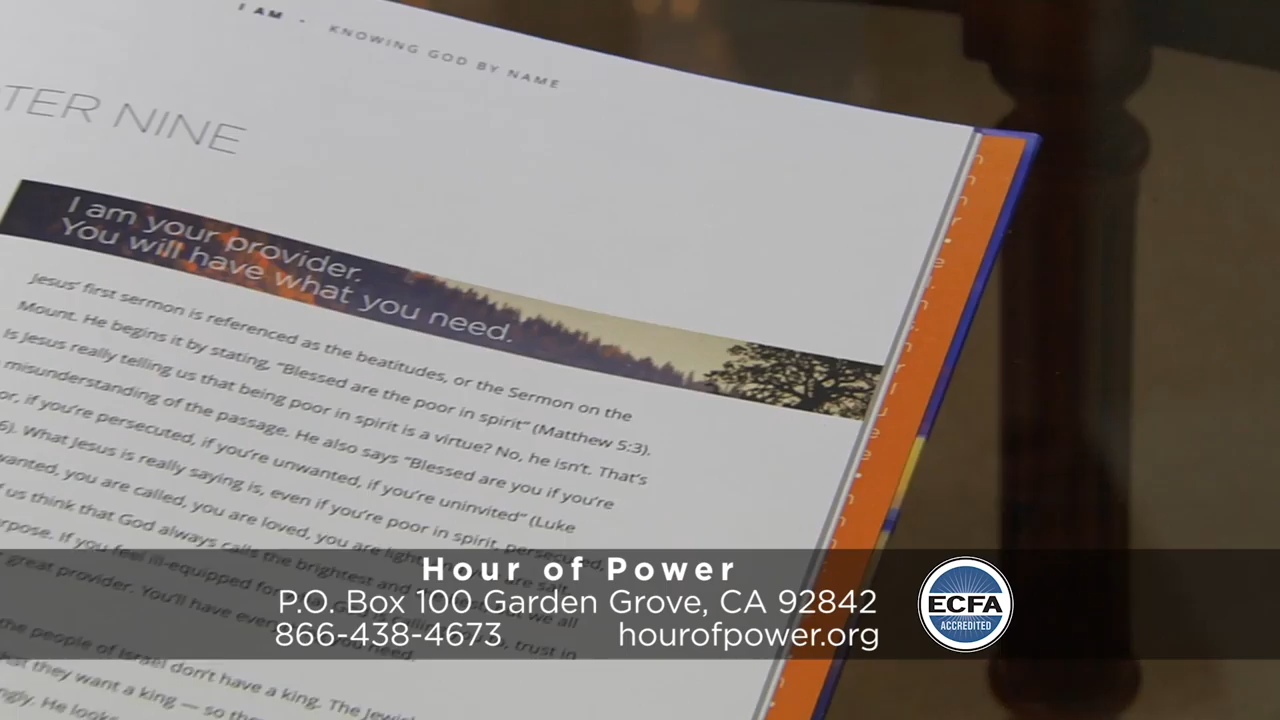 I AM • KNOWING GOD BY NAME
TER NINE
I am your provider.
You will have what you need.
Jesus' first sermon is referenced as the beatitudes, or the Sermon on the
Mount. He begins it by stating, "Blessed are the poor in spirit" (Matthew 5:3).
Is Jesus really telling us that being poor in spirit is a virtue? No, he isn't. That's
misunderstanding of the passage. He also says "Blessed are you if you're
or, if you're persecuted, if you're unwanted, if you're uninvited" (Luke
6). What Jesus is really saying is, even if you're poor in spirit, persecuted,
wanted, you are called, you are loved, you are light
us think that God always calls the brightest and we all
rpose. If you feel ill-equipped for trust in
great provider. You'll have need.
the people of Israel don't have a king. The
they want a king — so
He looks
Hour of Power
P.O. Box 100 Garden Grove, CA 92842
866-438-4673 hourofpower.org
ECFA
ACCREDITED